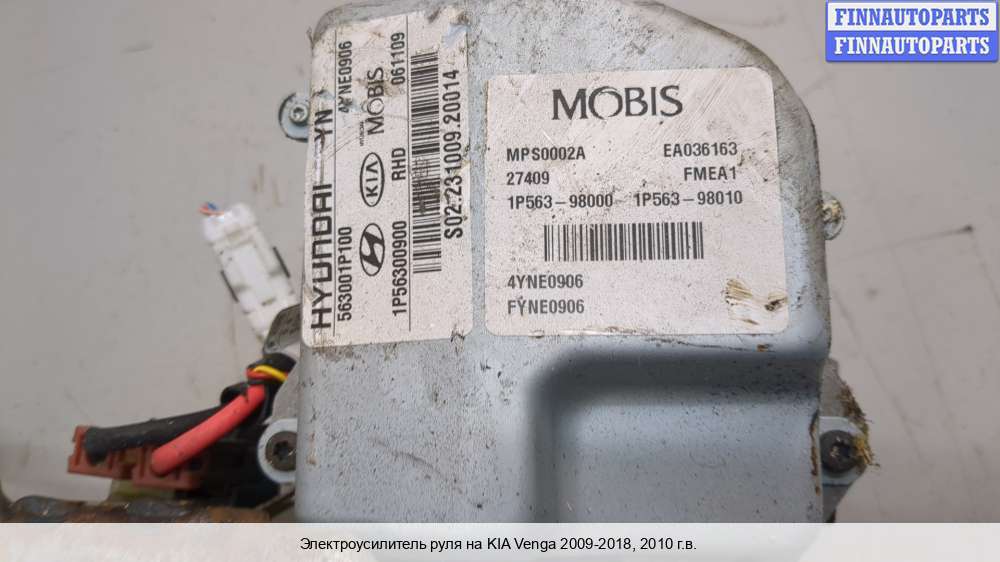 FINNAUTOPARTS
FINNAUTOPARTS
HYUNDAI YN
563001P100 4YNE0906
KIA MOBIS
1P56300900 RHD 061109
S02:231009.20014
MOBIS
MPS0002A EA036163
27409 FMEA1
1P563-98000 1P563-98010
4YNE0906
FYNE0906
Электроусилитель руля на KIA Venga 2009-2018, 2010 г.в.